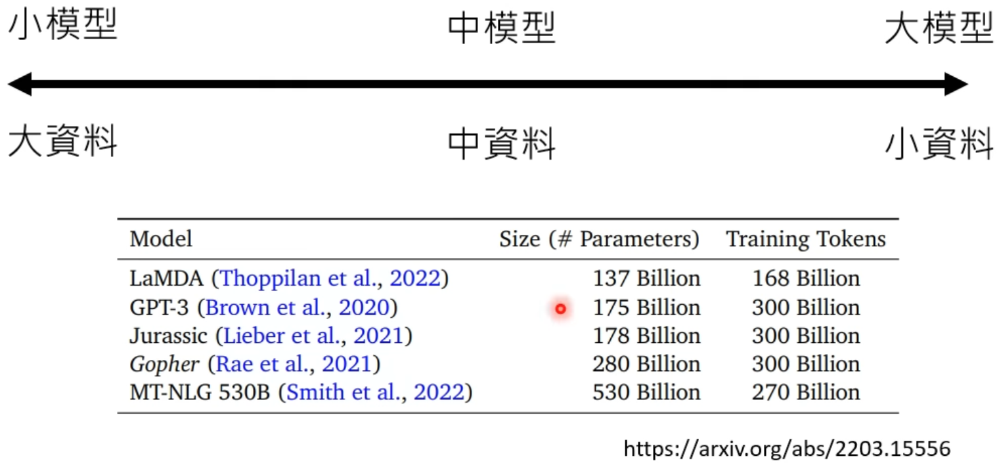 小模型 中模型 大模型
大資料 中資料 小資料
Model Size (# Parameters) Training Tokens
LaMDA (Thoppilan et al., 2022) 137 Billion 168 Billion
GPT-3 (Brown et al., 2020) 175 Billion 300 Billion
Jurassic (Lieber et al., 2021) 178 Billion 300 Billion
Gopher (Rae et al., 2021) 280 Billion 300 Billion
MT-NLG 530B (Smith et al., 2022) 530 Billion 270 Billion
https://arxiv.org/abs/2203.15556